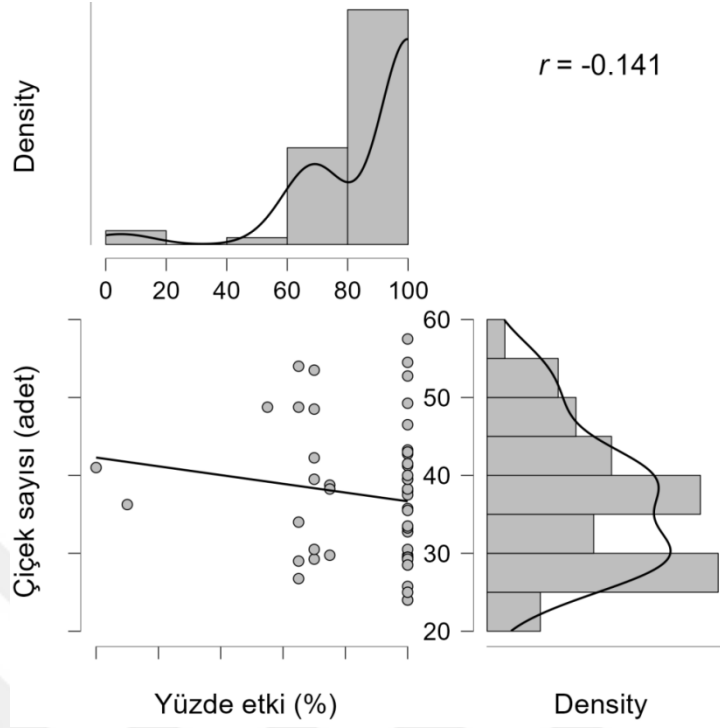 Density
r = -0.141
0 20 40 60 80 100
Çiçek sayısı (adet)
60
50
40
30
20
Yüzde etki (%)
Density